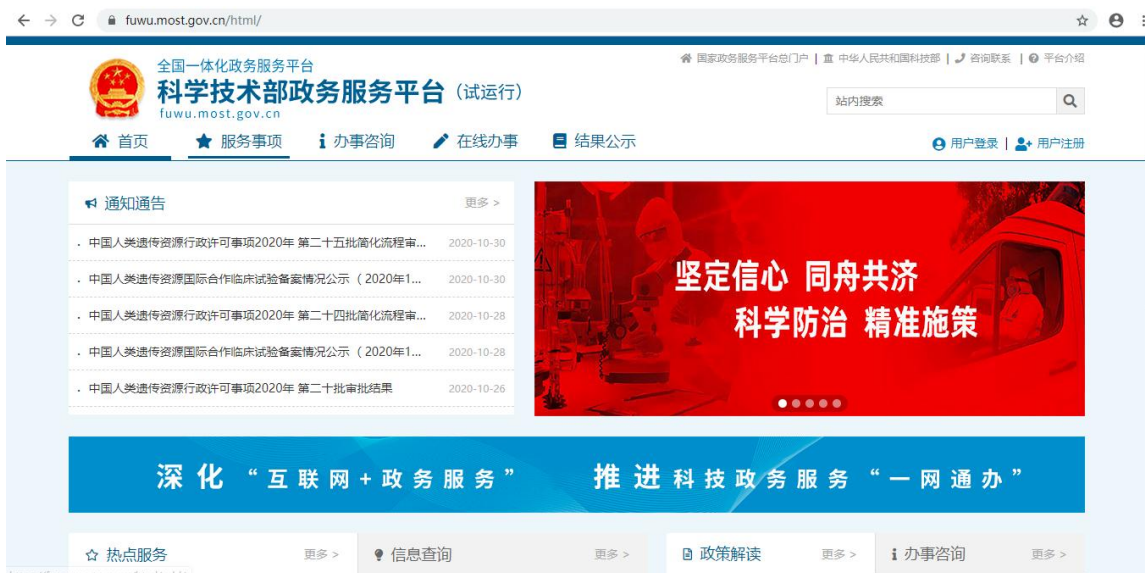 fuwu.most.gov.cn/html/
全国一体化政务服务平台
国家政务服务平台总门户 | 中华人民共和国科技部 | 咨询联系 | 平台介绍
科学技术部政务服务平台（试运行）
fuwu.most.gov.cn
站内搜索
首页 服务事项 办事咨询 在线办事 结果公示
用户登录 | 用户注册
通知通告 更多 >
. 中国人类遗传资源行政许可事项2020年 第二十五批简化流程审... 2020-10-30
. 中国人类遗传资源国际合作临床试验备案情况公示（2020年1... 2020-10-30
. 中国人类遗传资源行政许可事项2020年 第二十四批简化流程审... 2020-10-28
. 中国人类遗传资源国际合作临床试验备案情况公示（2020年1... 2020-10-28
. 中国人类遗传资源行政许可事项2020年 第二十批审批结果 2020-10-26
坚定信心 同舟共济
科学防治 精准施策
深化“互联网+政务服务” 推进科技政务服务“一网通办”
热点服务 更多 > 信息查询 更多 > 政策解读 更多 > 办事咨询 更多 >